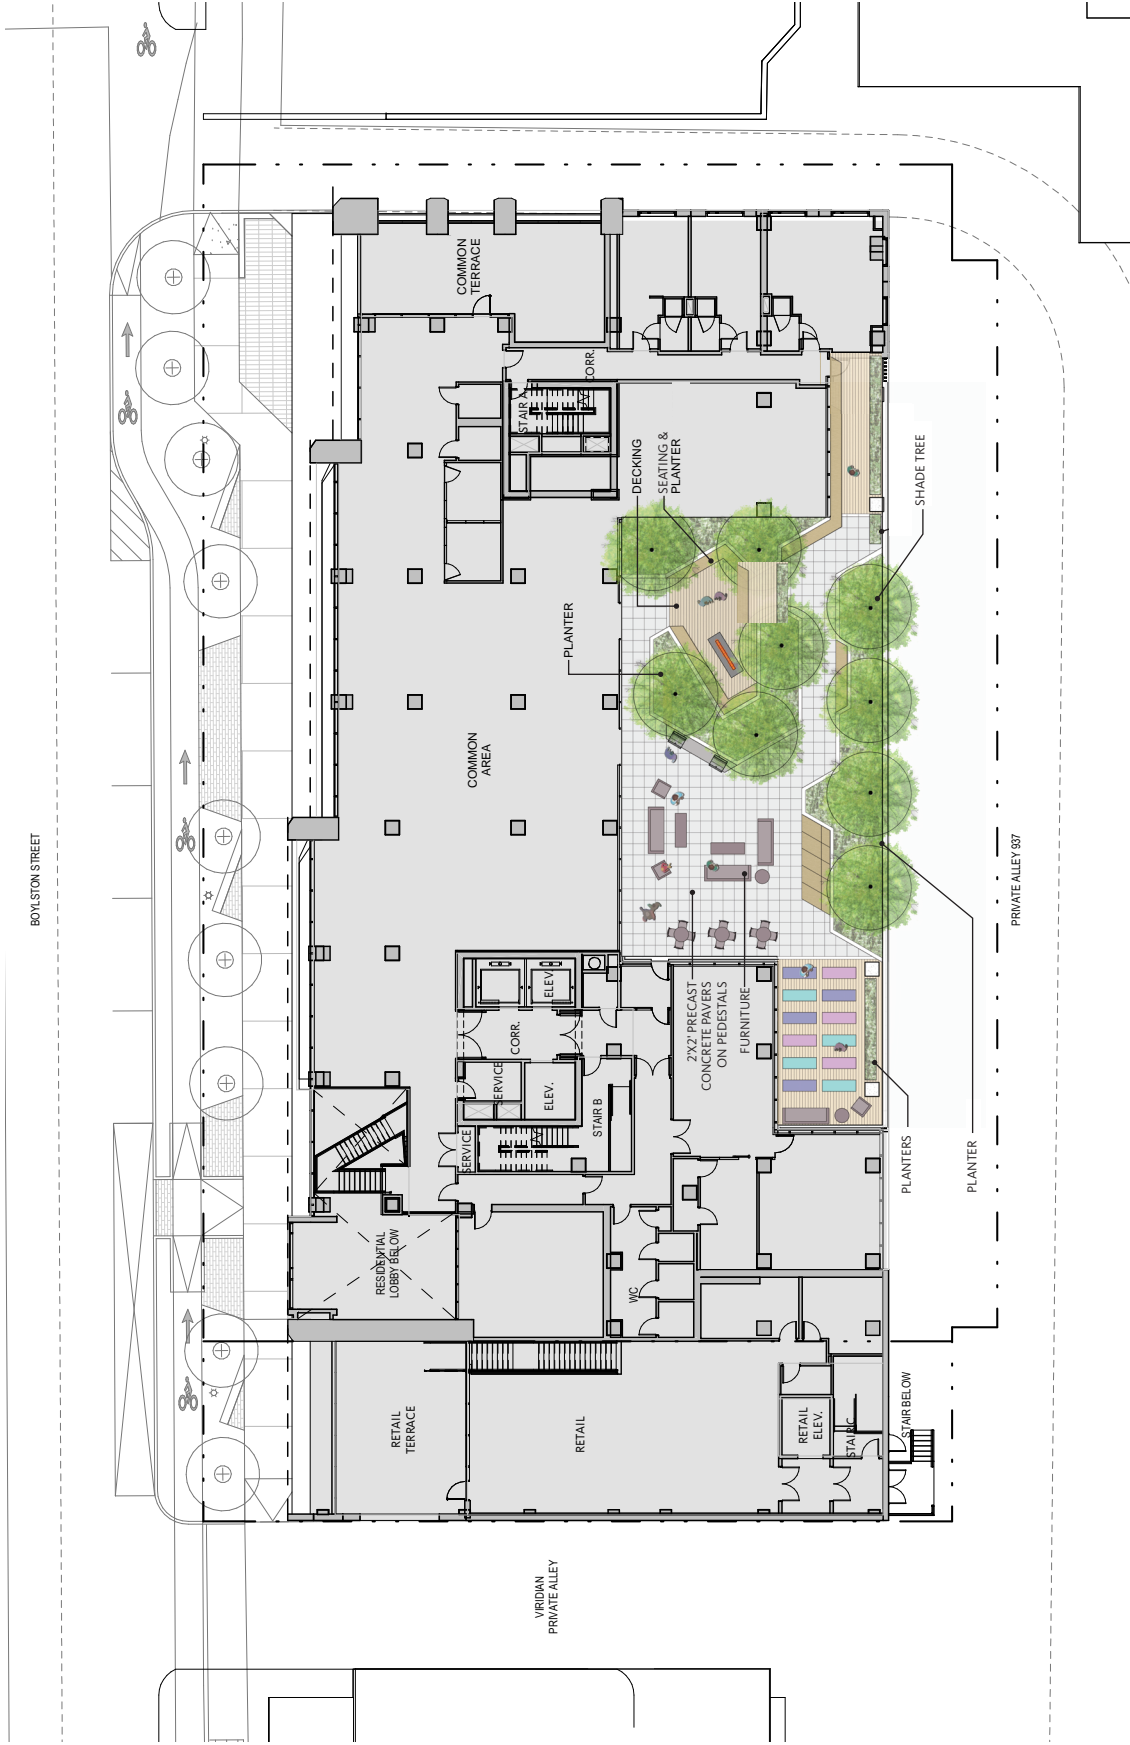 BOYLSTON STREET
COMMON
TERRACE
CORR.
STAIR A
DECKING
SEATING &
PLANTER
SHADE TREE
PLANTER
COMMON
AREA
PRIVATE ALLEY 937
ELEV.
CORR.
2'X2' PRECAST
CONCRETE PAVERS
ON PEDESTALS
FURNITURE
SERVICE
ELEV.
STAIR B
SERVICE
PLANTERS
PLANTER
RESIDENTIAL
LOBBY BELOW
WC
RETAIL
TERRACE
RETAIL
RETAIL
ELEV.
STAIR C
STAIR BELOW
VIRIDIAN
PRIVATE ALLEY